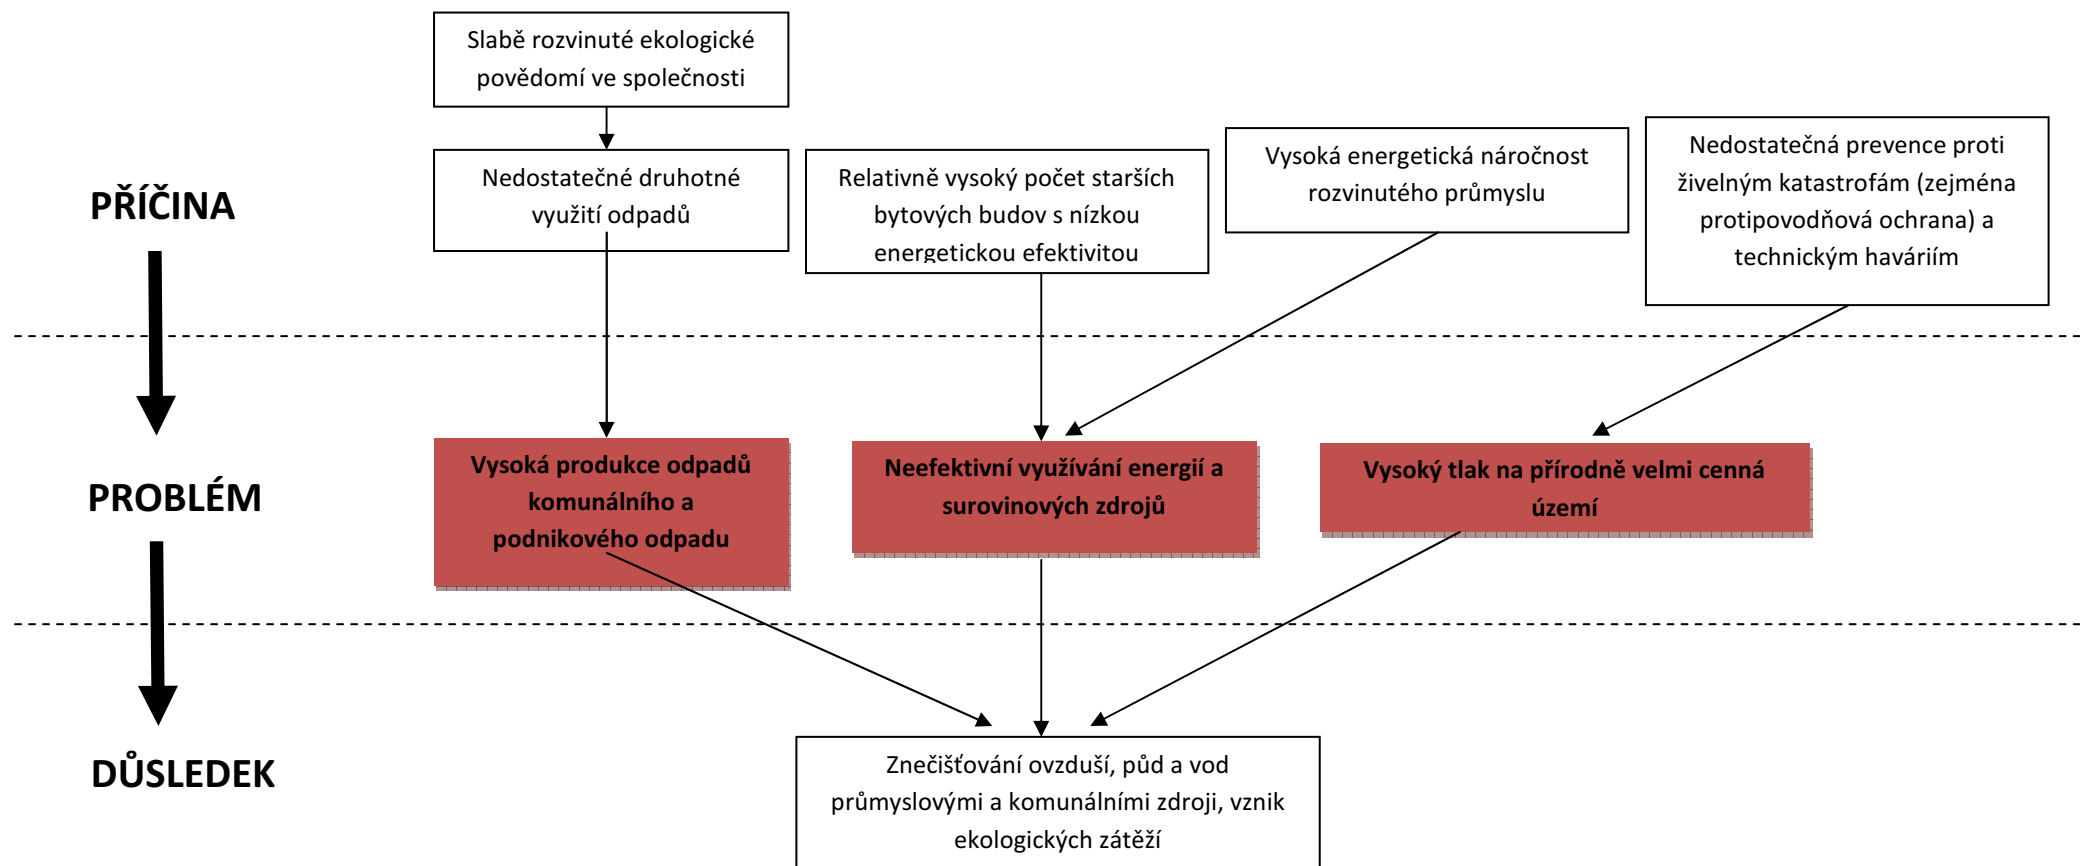 Slabě rozvinuté ekologické
povědomí ve společnosti
PŘÍČINA
Nedostatečné druhotné
využití odpadů
Relativně vysoký počet starších
bytových budov s nízkou
energetickou efektivitou
Vysoká energetická náročnost
rozvinutého průmyslu
Nedostatečná prevence proti
živelným katastrofám (zejména
protipovodňová ochrana) a
technickým haváriím
PROBLÉM
Vysoká produkce odpadů
komunálního a
podnikového odpadu
Neefektivní využívání energií a
surovinových zdrojů
Vysoký tlak na přírodně velmi cenná
území
DŮSLEDEK
Znečišťování ovzduší, půd a vod
průmyslovými a komunálními zdroji, vznik
ekologických zátěží